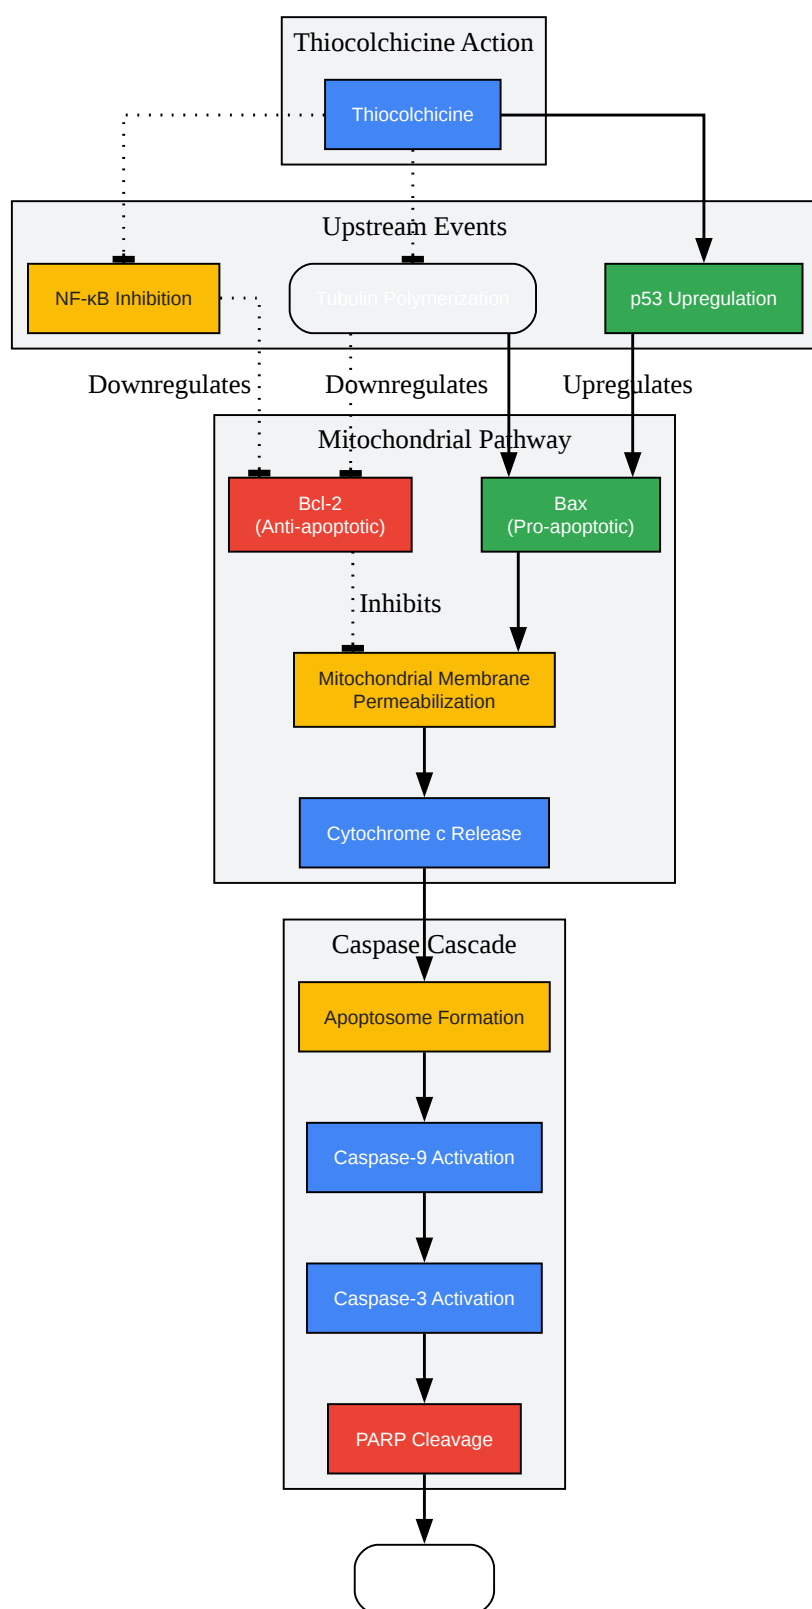 Thiocolchicine Action
Thiocolchicine
Upstream Events
NF-κB Inhibition
Tubulin Polymerization
p53 Upregulation
Downregulates
Downregulates
Upregulates
Mitochondrial Pathway
Bcl-2
(Anti-apoptotic)
Bax
(Pro-apoptotic)
Inhibits
Mitochondrial Membrane
Permeabilization
Cytochrome c Release
Caspase Cascade
Apoptosome Formation
Caspase-9 Activation
Caspase-3 Activation
PARP Cleavage